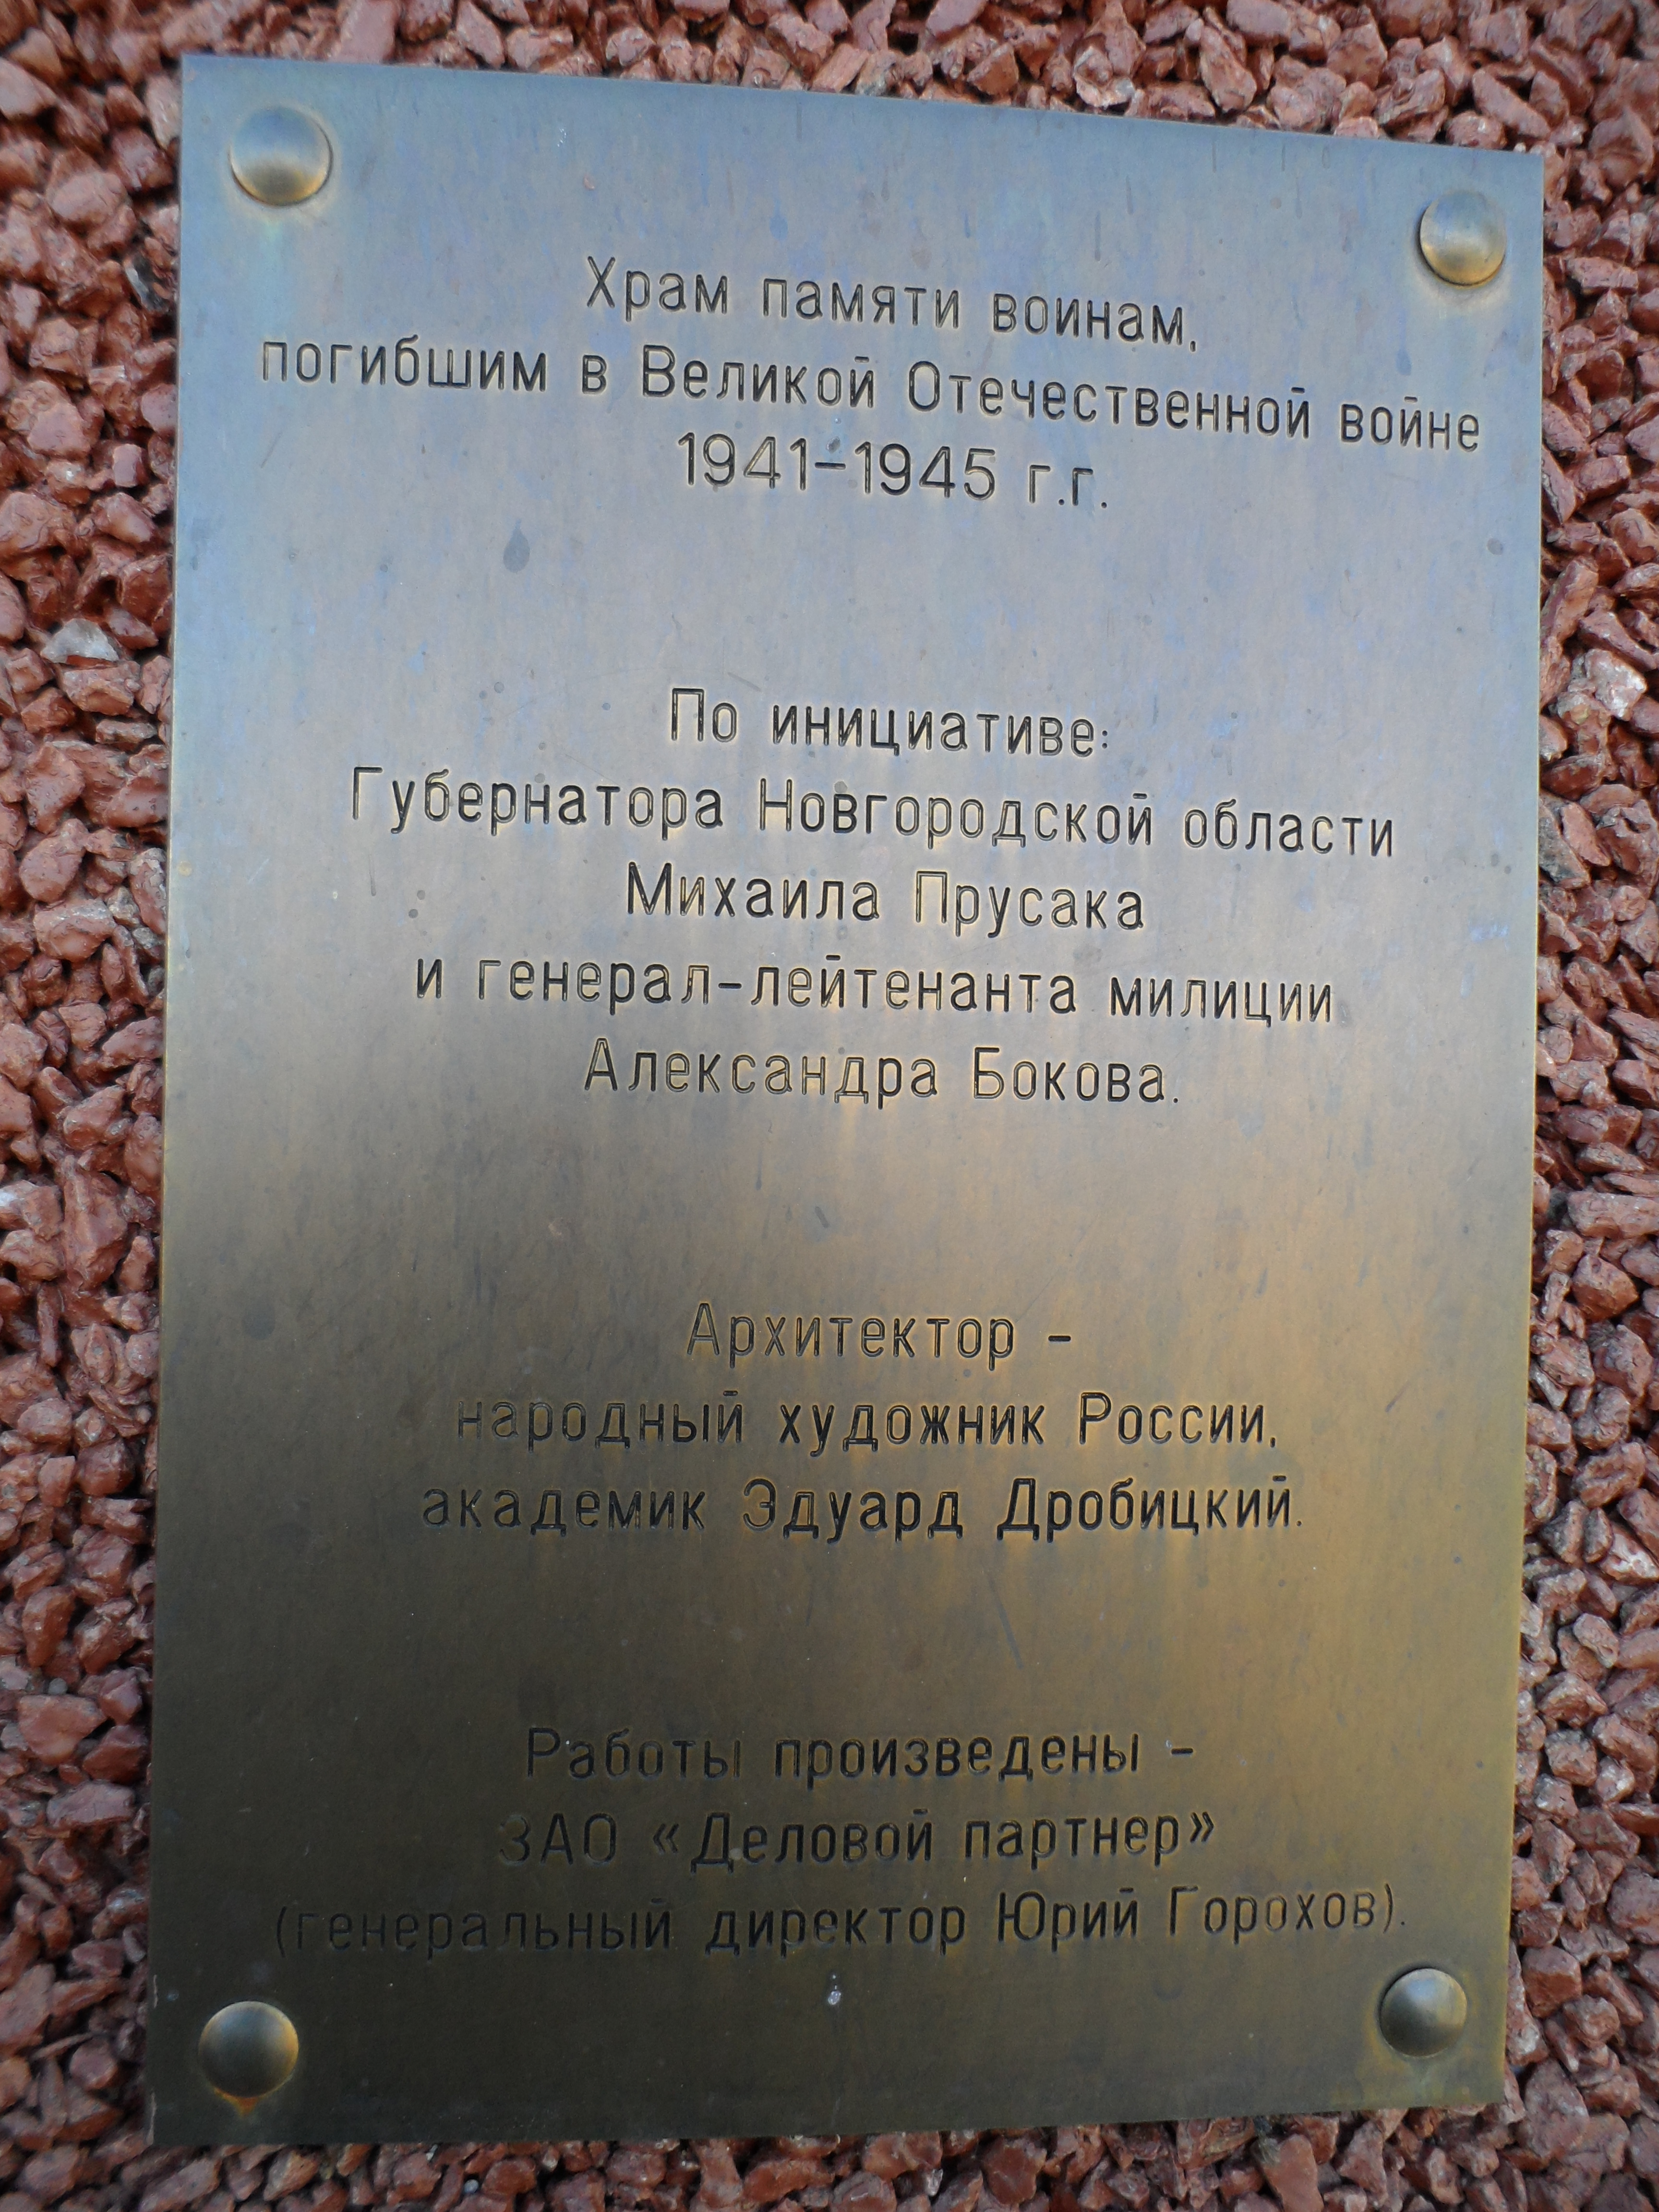 Храм памяти воинам,
погибшим в Великой Отечественной войне
1941-1945 г.г.
По инициативе:
Губернатора Новгородской области
Михаила Прусака
и генерал-лейтенанта милиции
Александра Бокова.
Архитектор -
народный художник России,
академик Эдуард Дробицкий.
Работы произведены -
ЗАО «Деловой партнер»
(генеральный директор Юрий Горохов).